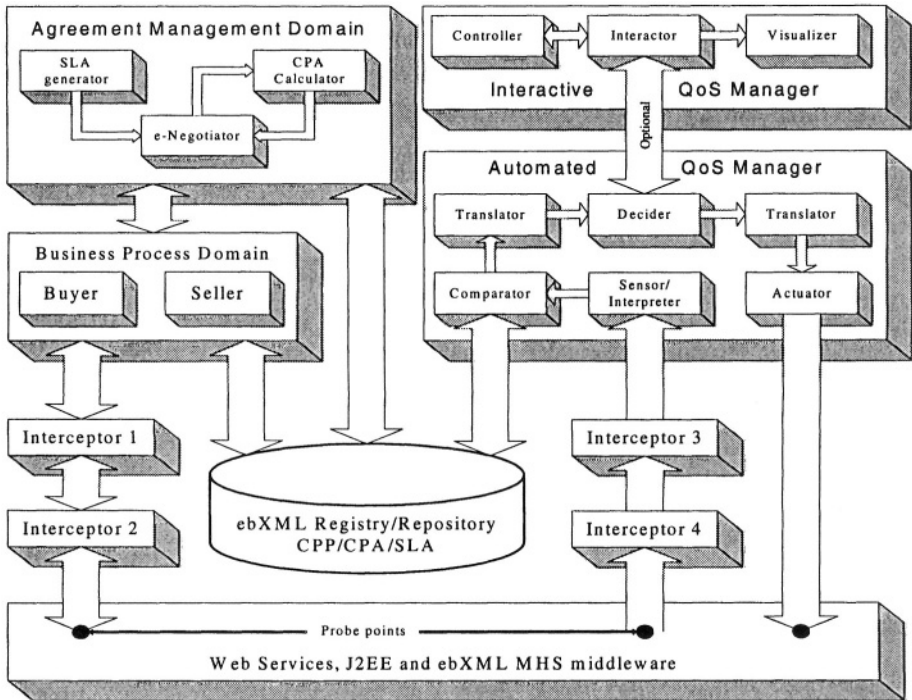 Agreement Management Domain
SLA
generator
CPA
Calculator
e-Negotiator
Controller
Interactor
Visualizer
Interactive QoS Manager
Optional
Automated QoS Manager
Translator
Decider
Translator
Comparator
Sensor/
Interpreter
Actuator
Business Process Domain
Buyer
Seller
Interceptor 1
Interceptor 2
Interceptor 3
Interceptor 4
ebXML Registry/Repository
CPP/CPA/SLA
Probe points
Web Services, J2EE and ebXML MHS middleware